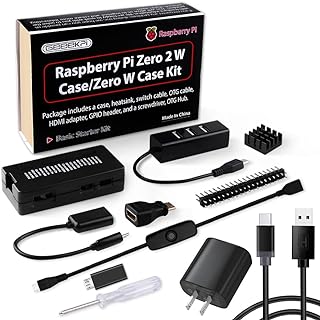 GeeekPi
Raspberry Pi
Raspberry Pi Zero 2 W
Case/Zero W Case Kit
Package includes a case, heatsink, switch cable, OTG cable,
HDMI adapter, GPIO header, and a screwdriver, OTG Hub.
Made in China
Basic Starter Kit